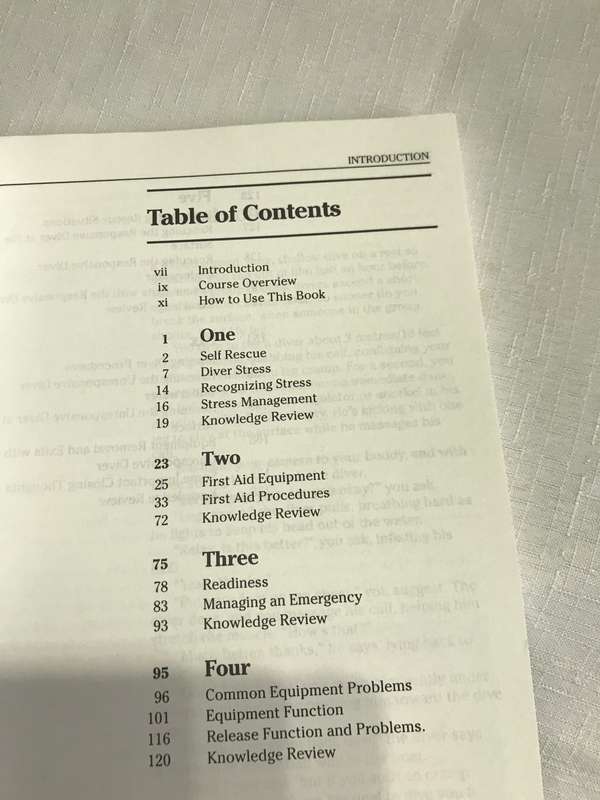 INTRODUCTION
Table of Contents
vii Introduction
ix Course Overview
xi How to Use This Book
1 One
2 Self Rescue
7 Diver Stress
14 Recognizing Stress
16 Stress Management
19 Knowledge Review
23 Two
25 First Aid Equipment
33 First Aid Procedures
72 Knowledge Review
75 Three
78 Readiness
83 Managing an Emergency
93 Knowledge Review
95 Four
96 Common Equipment Problems
101 Equipment Function
116 Release Function and Problems.
120 Knowledge Review